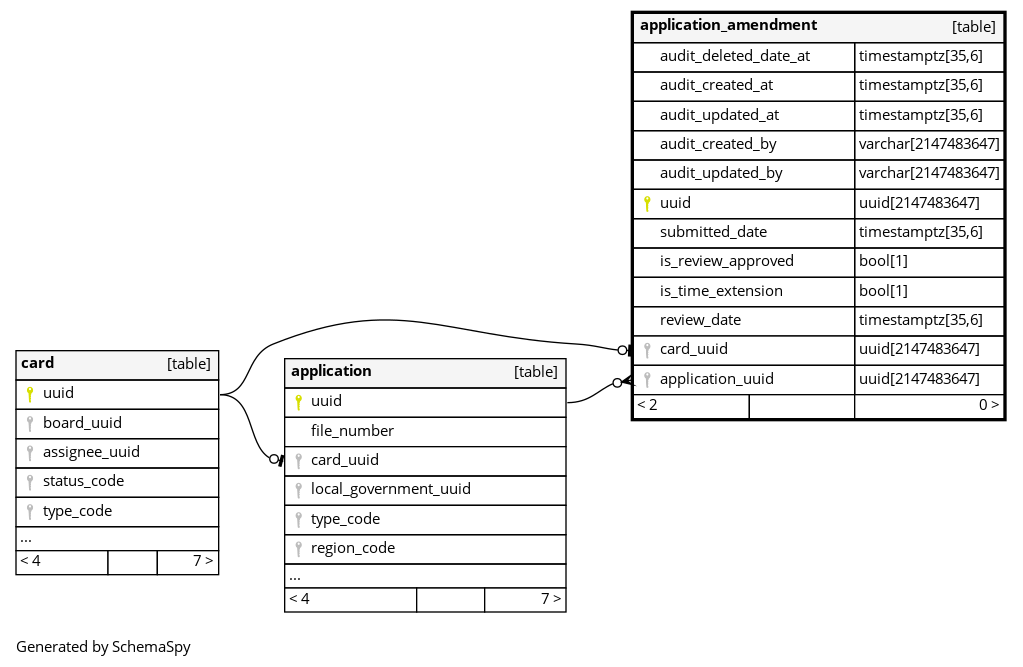 application_amendment [table]
audit_deleted_date_at timestamptz[35,6]
audit_created_at timestamptz[35,6]
audit_updated_at timestamptz[35,6]
audit_created_by varchar[2147483647]
audit_updated_by varchar[2147483647]
uuid uuid[2147483647]
submitted_date timestamptz[35,6]
is_review_approved bool[1]
is_time_extension bool[1]
review_date timestamptz[35,6]
card_uuid uuid[2147483647]
application_uuid uuid[2147483647]
< 2 0 >
card [table]
uuid
board_uuid
assignee_uuid
status_code
type_code
...
< 4 7 >
application [table]
uuid
file_number
card_uuid
local_government_uuid
type_code
region_code
...
< 4 7 >
Generated by SchemaSpy